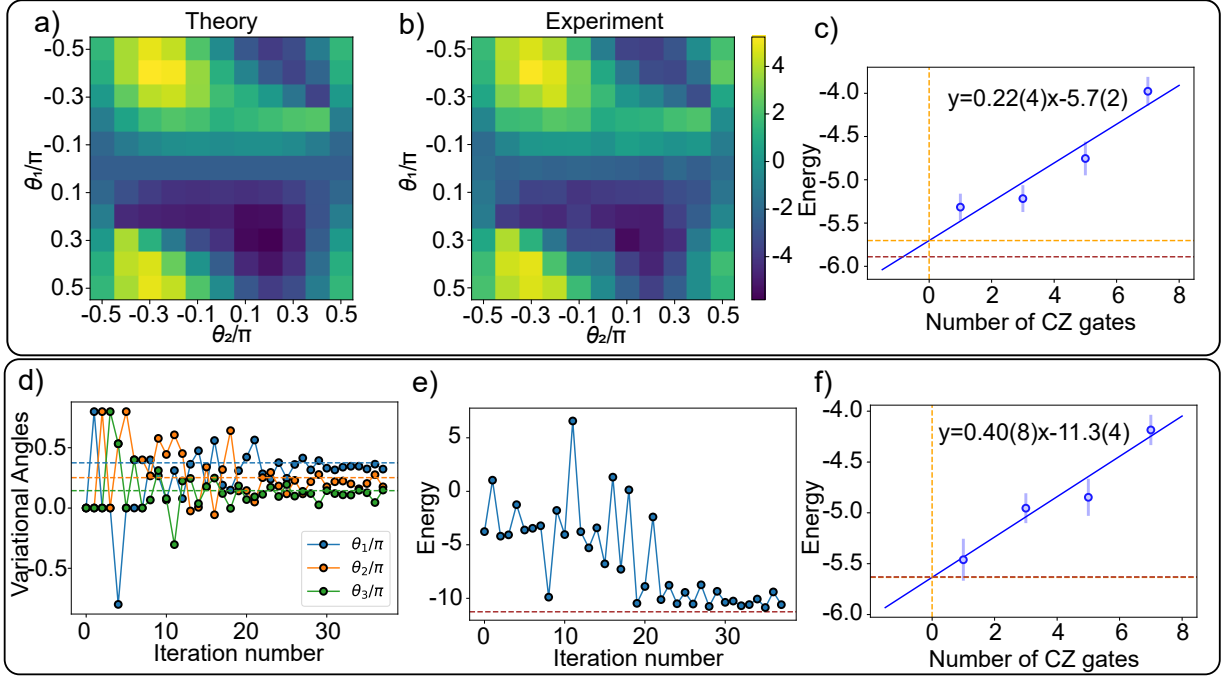 a)
Theory
-0.5
-0.3
-0.1
0.1
0.3
0.5
θ₁/π
-0.5 -0.3 -0.1 0.1 0.3 0.5
θ₂/π
b)
Experiment
-0.5
-0.3
-0.1
0.1
0.3
0.5
θ₁/π
-0.5 -0.3 -0.1 0.1 0.3 0.5
θ₂/π
4
2
0
-2
-4
c)
y=0.22(4)x-5.7(2)
-4.0
-4.5
-5.0
-5.5
-6.0
Energy
0 2 4 6 8
Number of CZ gates
d)
0.5
0.0
-0.5
Variational Angles
θ₁/π
θ₂/π
θ₃/π
0 10 20 30
Iteration number
e)
5
0
-5
-10
Energy
0 10 20 30
Iteration number
f)
y=0.40(8)x-11.3(4)
-4.0
-4.5
-5.0
-5.5
-6.0
Energy
0 2 4 6 8
Number of CZ gates